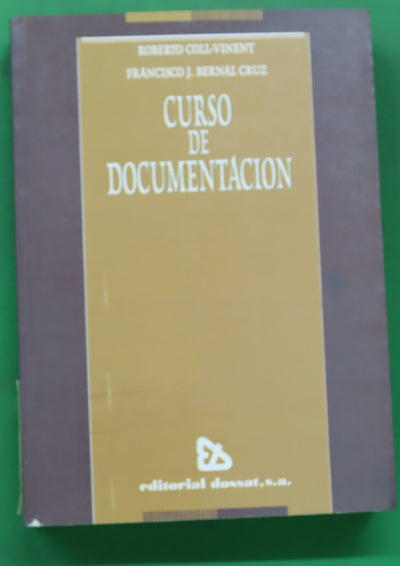 ROBERTO COLL-VINENT
FRANCISCO J. BERNAL CRUZ
CURSO
DE
DOCUMENTACION
editorial dossat, s.a.